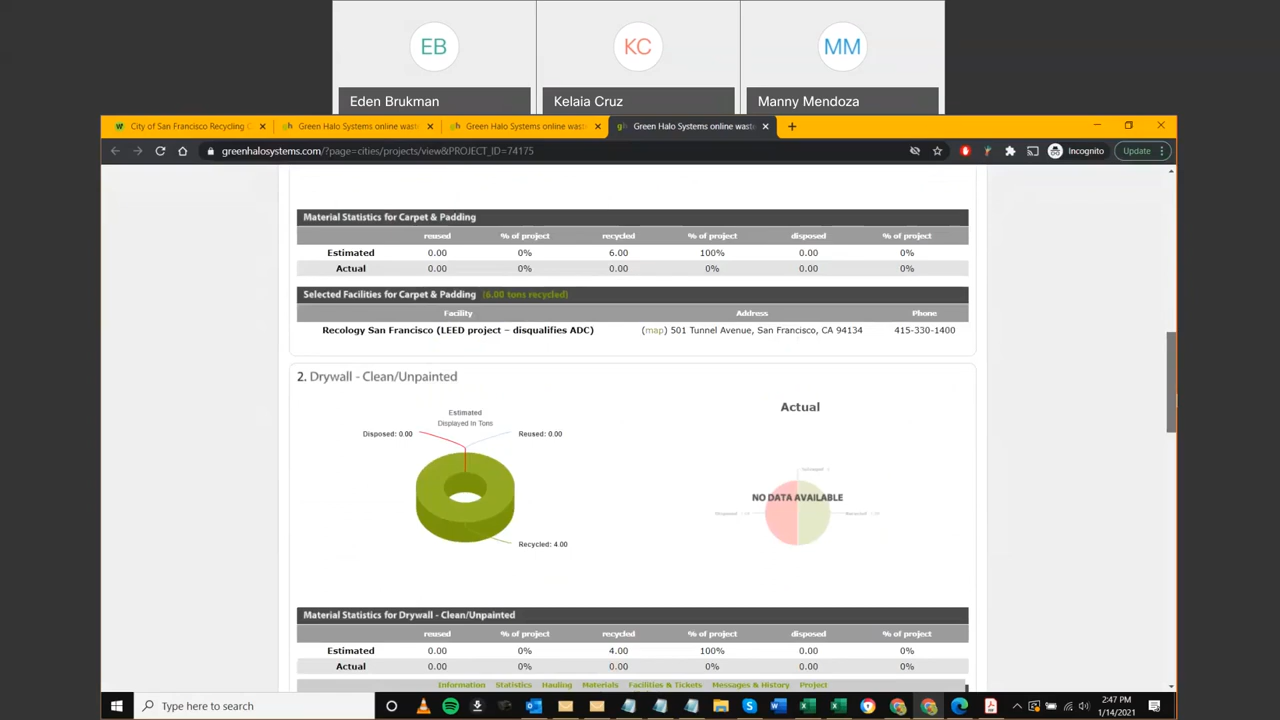 EB
KC
MM
Eden Brukman
Kelaia Cruz
Manny Mendoza
City of San Francisco Recycling
Green Halo Systems online waste
Green Halo Systems online waste
Green Halo Systems online waste
greenhalosystems.com/?page=cities/projects/view&PROJECT_ID=74175
Incognito
Update
Material Statistics for Carpet & Padding
reused % of project recycled % of project disposed % of project
Estimated 0.00 0% 6.00 100% 0.00 0%
Actual 0.00 0% 0.00 0% 0.00 0%
Selected Facilities for Carpet & Padding (6.00 tons recycled)
Facility Address Phone
Recology San Francisco (LEED project – disqualifies ADC) (map) 501 Tunnel Avenue, San Francisco, CA 94134 415-330-1400
2. Drywall - Clean/Unpainted
Estimated
Displayed In Tons
Disposed: 0.00
Reused: 0.00
Recycled: 4.00
Actual
NO DATA AVAILABLE
Material Statistics for Drywall - Clean/Unpainted
reused % of project recycled % of project disposed % of project
Estimated 0.00 0% 4.00 100% 0.00 0%
Actual 0.00 0% 0.00 0% 0.00 0%
Information Statistics Hauling Materials Facilities & Tickets Messages & History Project
Type here to search
2:47 PM
1/14/2021